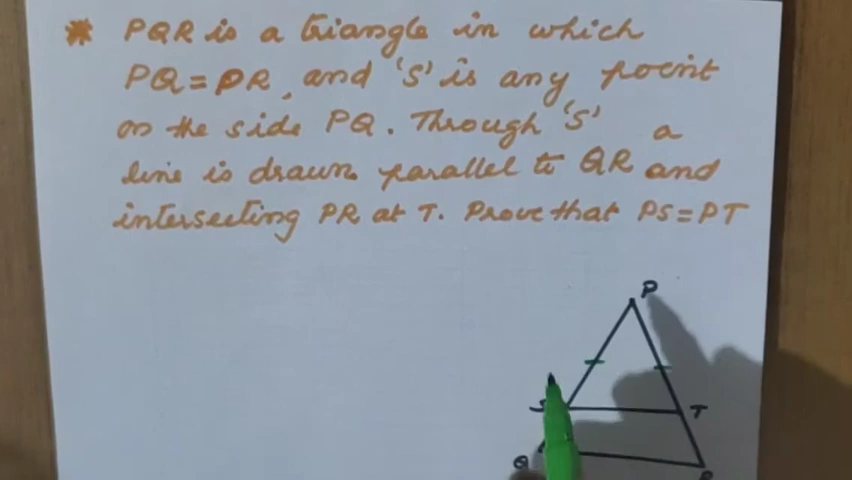 * PQR is a triangle in which
PQ = PR, and 'S' is any point
on the side PQ. Through 'S' a
line is drawn parallel to QR and
intersecting PR at T. Prove that PS = PT
P
S T
Q R